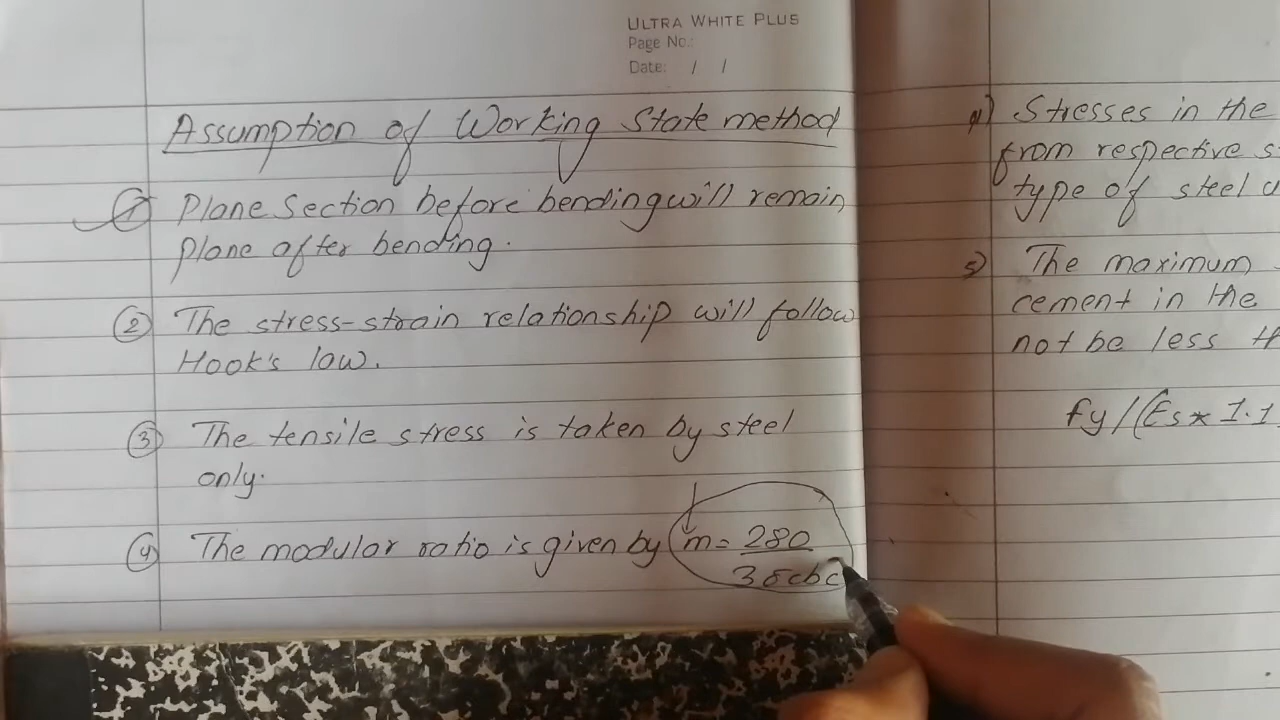 ULTRA WHITE PLUS
Page No.:
Date: / /
Assumption of Working State method
1) Plane Section before bending will remain
plane after bending.
2) The stress-strain relationship will follow
Hook's law.
3) The tensile stress is taken by steel
only.
4) The modular ratio is given by m = 280
3σcbc
4) Stresses in the
from respective s
type of steel
5) The maximum
cement in the
not be less
fy/(Es * 1.1